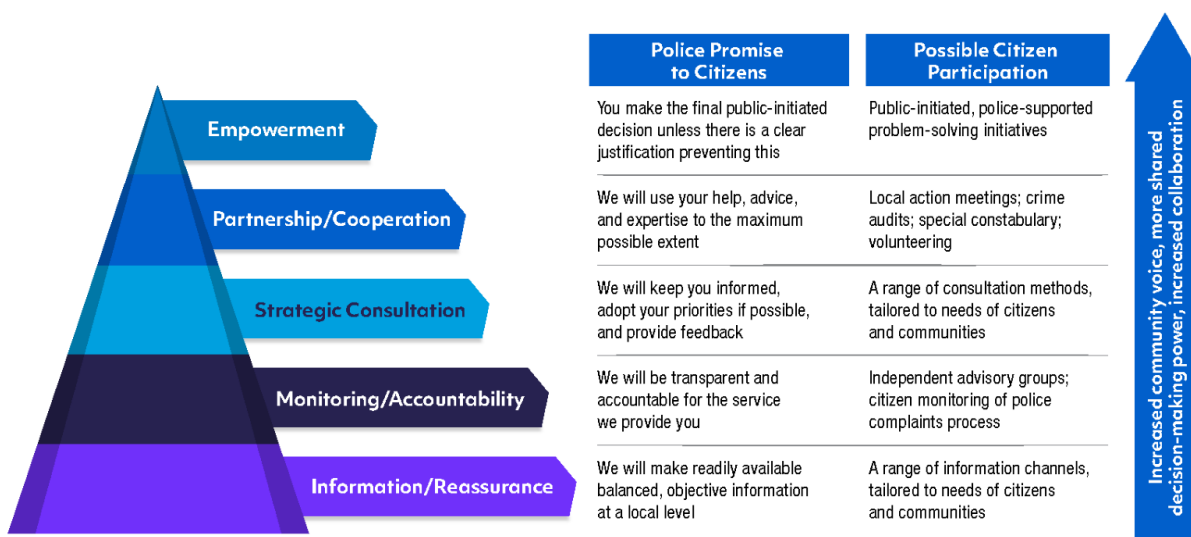 Police Promise
to Citizens
Possible Citizen
Participation
Empowerment
You make the final public-initiated
decision unless there is a clear
justification preventing this
Public-initiated, police-supported
problem-solving initiatives
Partnership/Cooperation
We will use your help, advice,
and expertise to the maximum
possible extent
Local action meetings; crime
audits; special constabulary;
volunteering
Strategic Consultation
We will keep you informed,
adopt your priorities if possible,
and provide feedback
A range of consultation methods,
tailored to needs of citizens
and communities
Monitoring/Accountability
We will be transparent and
accountable for the service
we provide you
Independent advisory groups;
citizen monitoring of police
complaints process
Information/Reassurance
We will make readily available
balanced, objective information
at a local level
A range of information channels,
tailored to needs of citizens
and communities
Increased community voice, more shared
decision-making power, increased collaboration